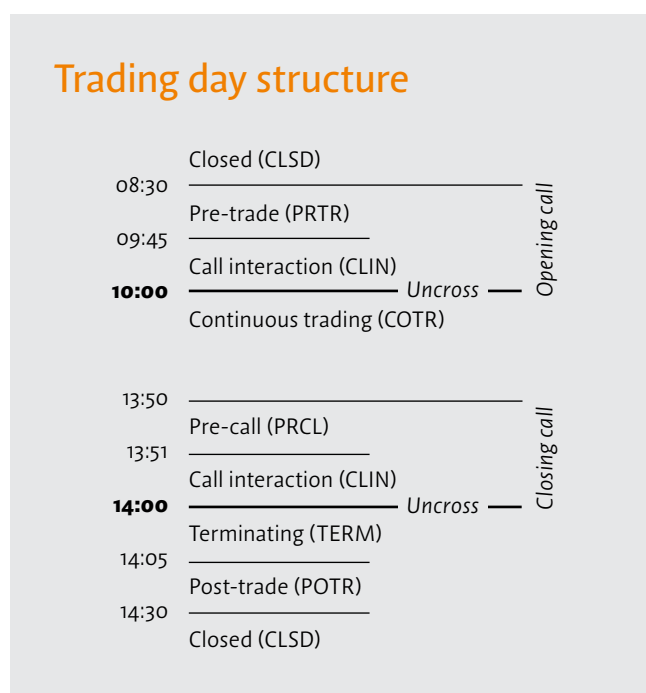 Trading day structure
Closed (CLSD)
08:30
Pre-trade (PRTR)
09:45
Call interaction (CLIN)
10:00
Uncross
Continuous trading (COTR)
Opening call
13:50
Pre-call (PRCL)
13:51
Call interaction (CLIN)
14:00
Uncross
Terminating (TERM)
14:05
Post-trade (POTR)
14:30
Closed (CLSD)
Closing call